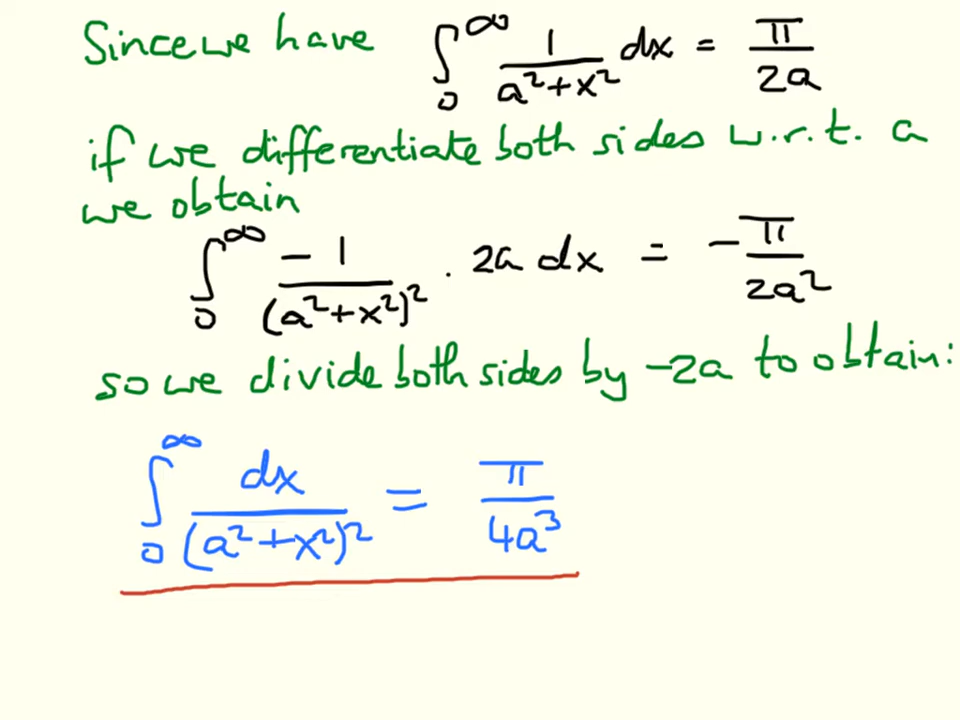 Since we have ∫₀^∞ 1/(a²+x²) dx = π/2a
if we differentiate both sides w.r.t. a
we obtain
∫₀^∞ -1/(a²+x²)² . 2a dx = -π/2a²
so we divide both sides by -2a to obtain:
∫₀^∞ dx/(a²+x²)² = π/4a³